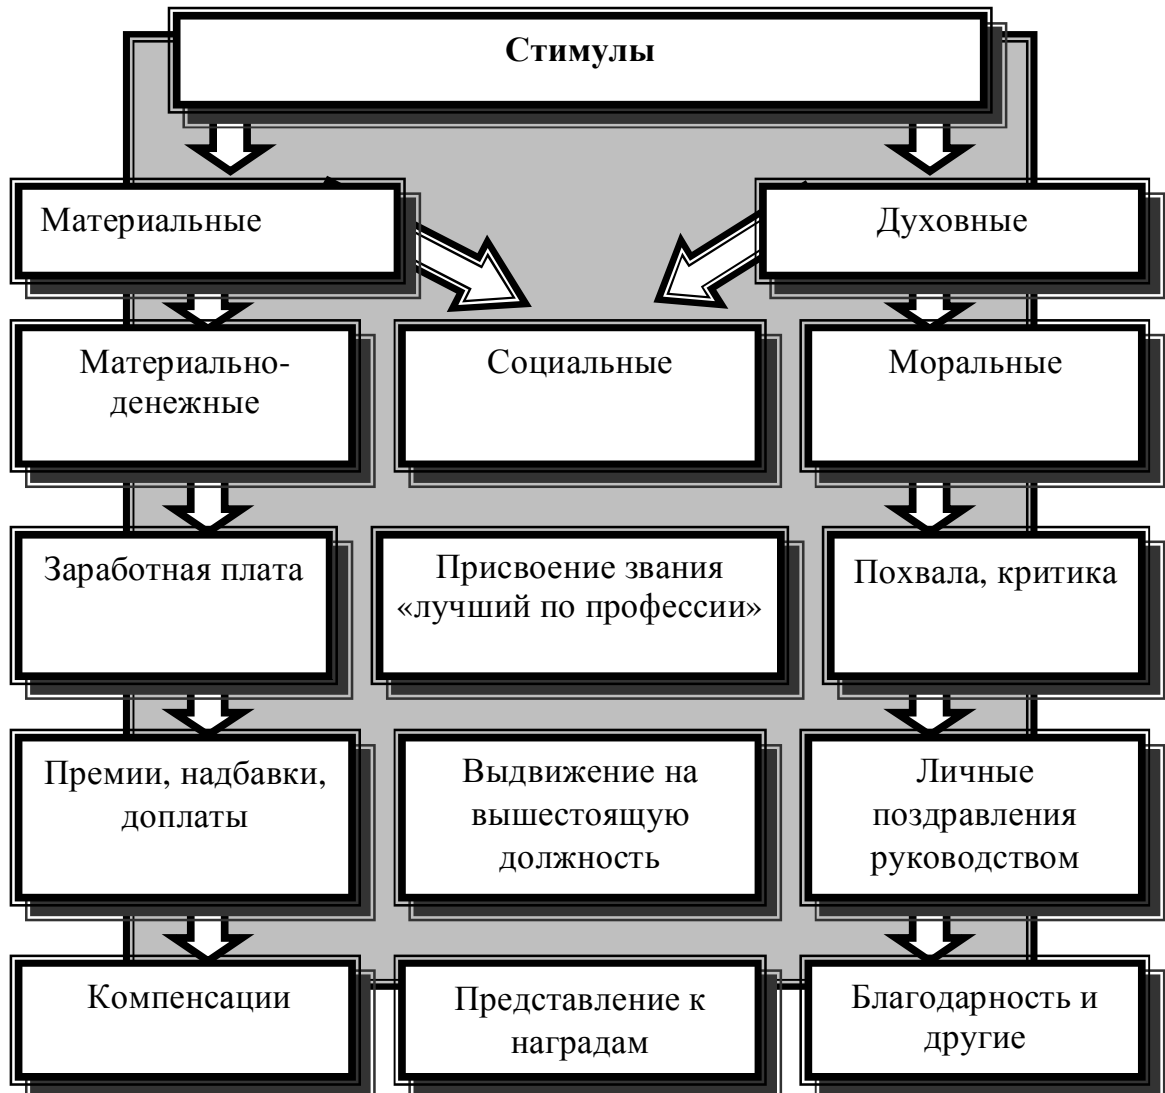 Стимулы
Материальные
Духовные
Материально-
денежные
Социальные
Моральные
Заработная плата
Присвоение звания
«лучший по профессии»
Похвала, критика
Премии, надбавки,
доплаты
Выдвижение на
вышестоящую
должность
Личные
поздравления
руководством
Компенсации
Представление к
наградам
Благодарность и
другие